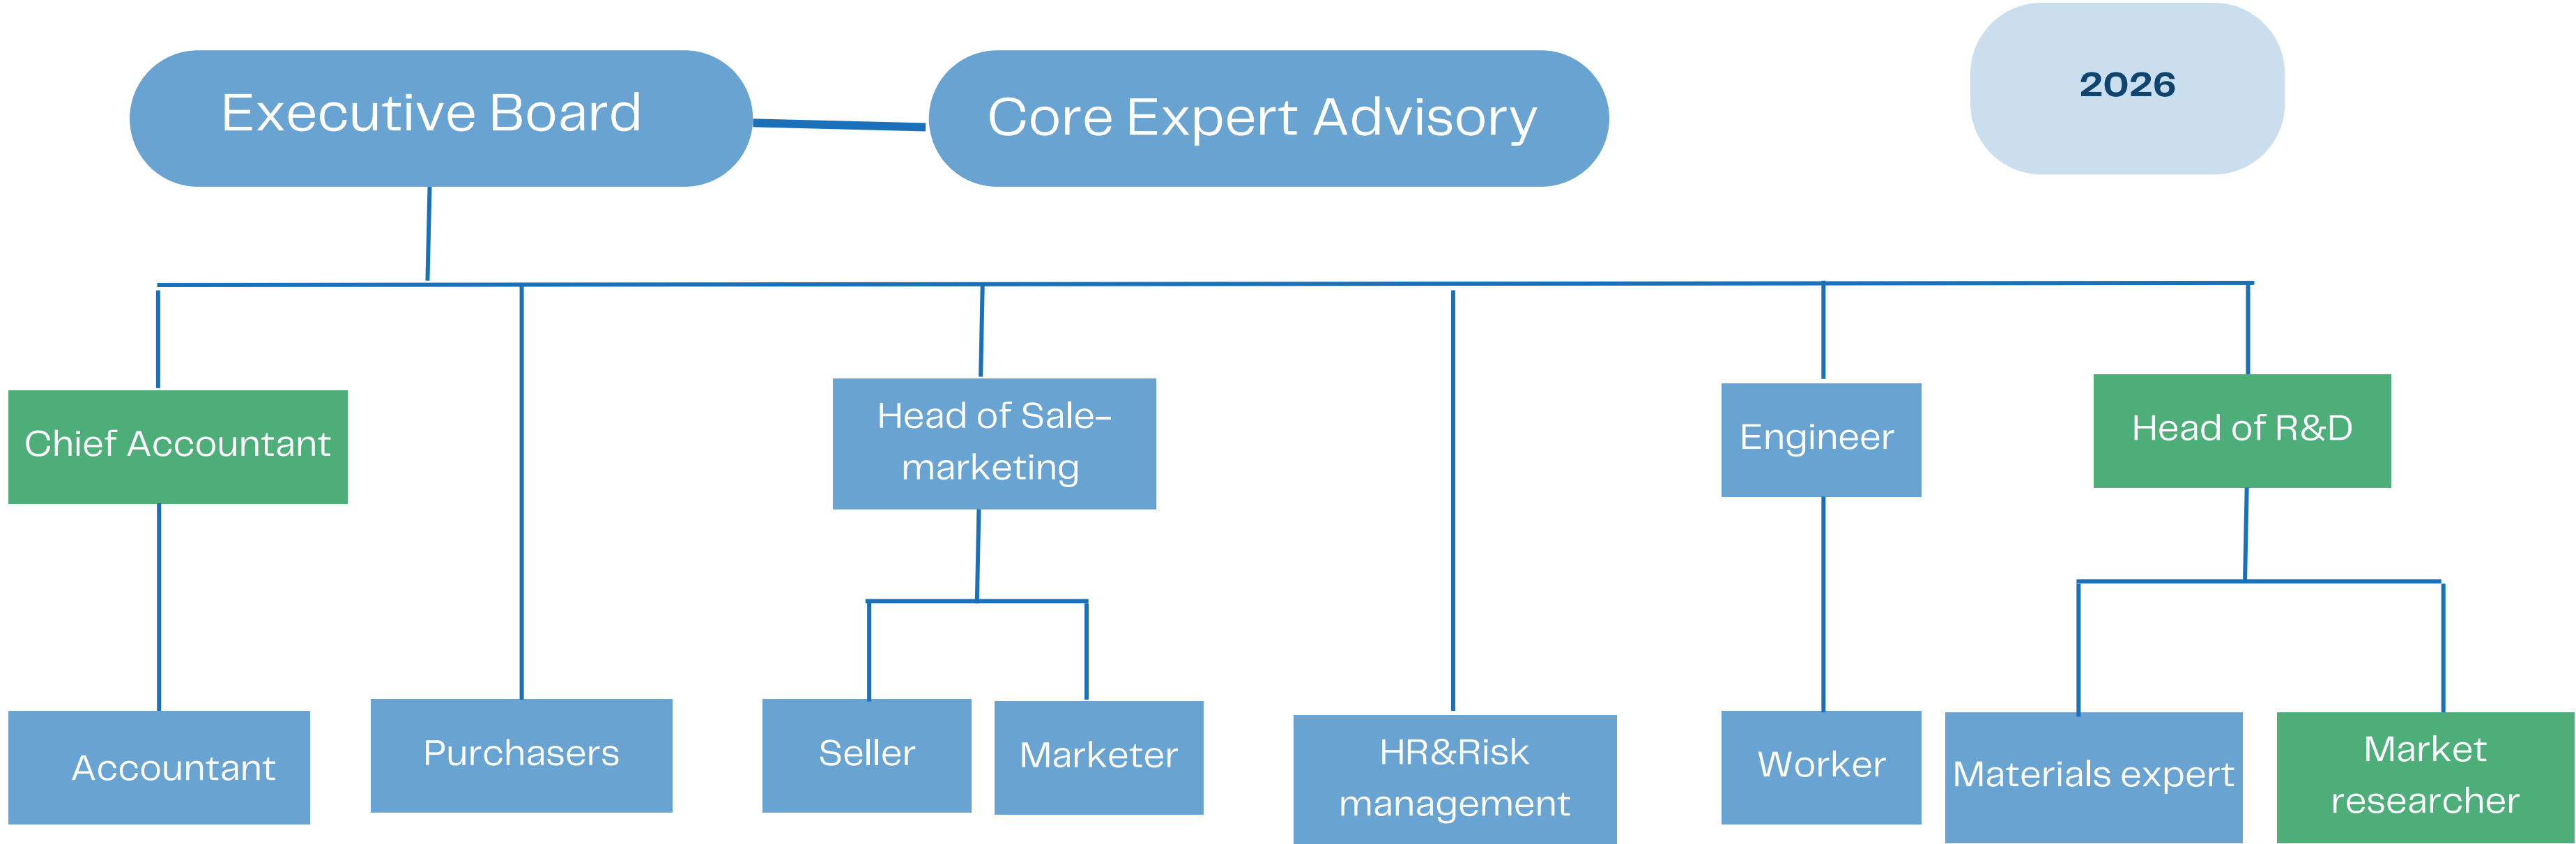 Executive Board
Core Expert Advisory
2026
Chief Accountant
Head of Sale-
marketing
Engineer
Head of R&D
Accountant
Purchasers
Seller
Marketer
HR&Risk
management
Worker
Materials expert
Market
researcher